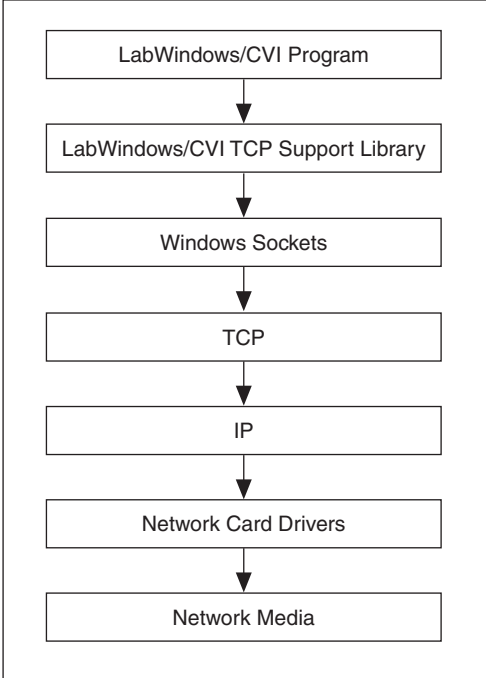 LabWindows/CVI Program
LabWindows/CVI TCP Support Library
Windows Sockets
TCP
IP
Network Card Drivers
Network Media